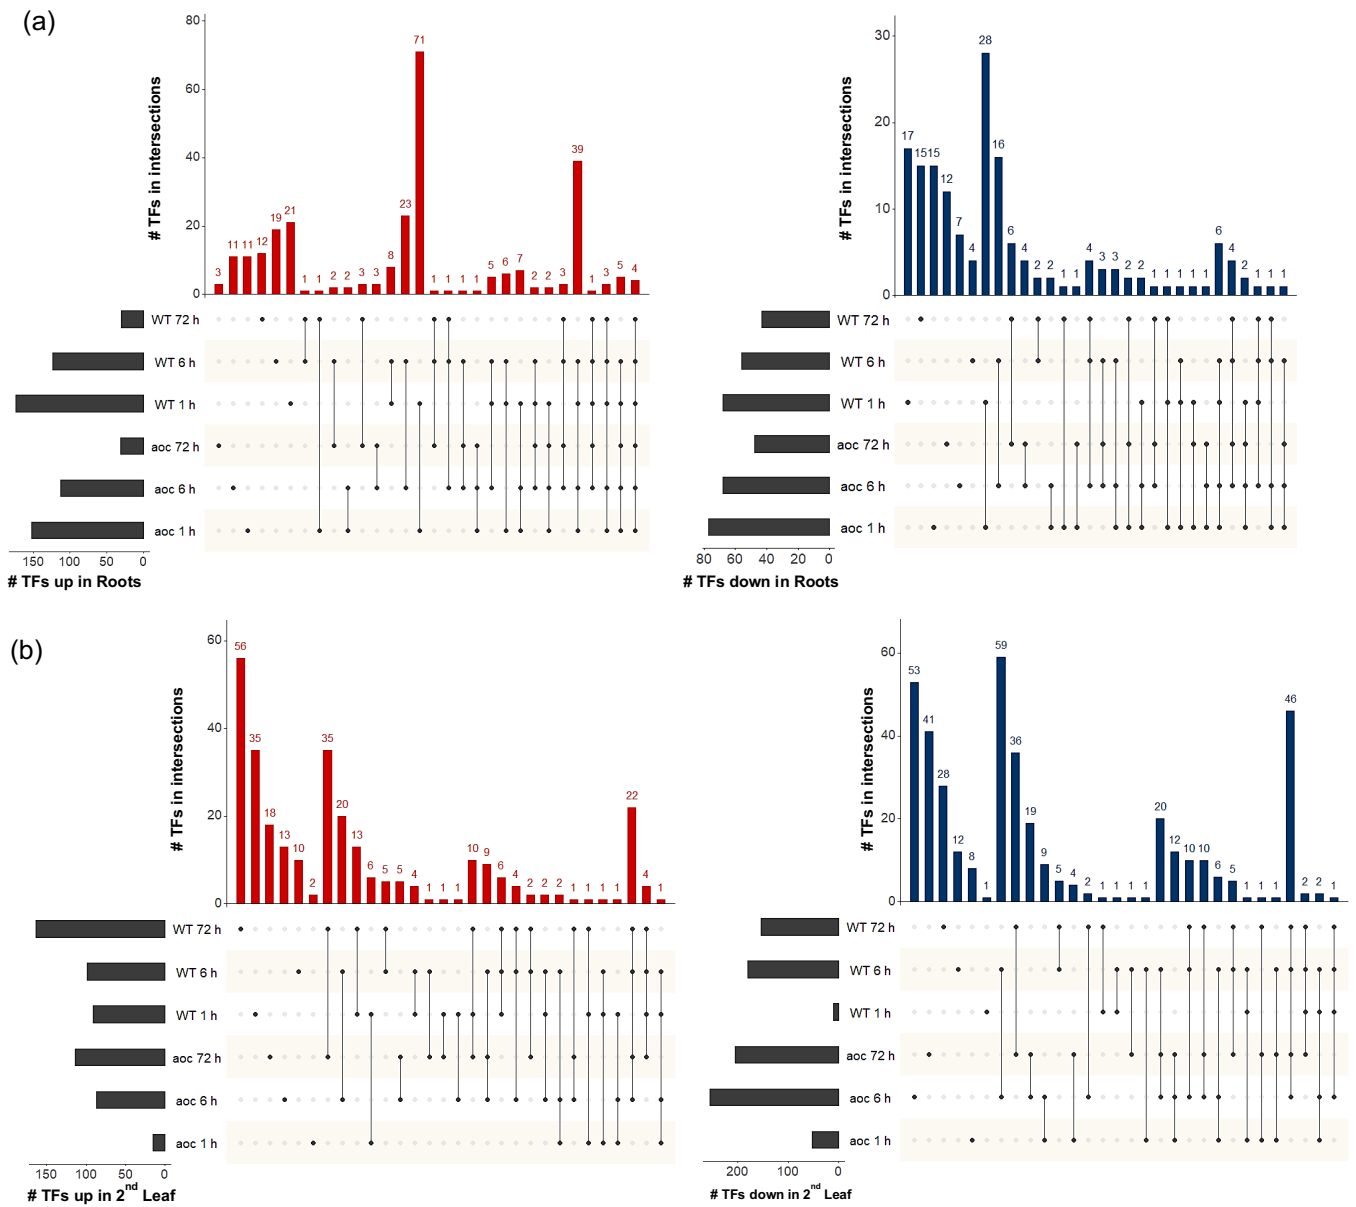 (a)
80
60
40
20
0
# TFs in intersections
3 11 11 12 19 21 1 1 2 2 3 3 8 23 71 1 1 1 1 5 6 7 2 2 3 39 1 3 5 4
WT 72 h
WT 6 h
WT 1 h
aoc 72 h
aoc 6 h
aoc 1 h
150 100 50 0
# TFs up in Roots
30
20
10
0
# TFs in intersections
17 15 15 12 7 4 28 16 6 4 2 2 1 1 4 3 3 2 2 1 1 1 1 1 6 4 2 1 1 1
WT 72 h
WT 6 h
WT 1 h
aoc 72 h
aoc 6 h
aoc 1 h
80 60 40 20 0
# TFs down in Roots
(b)
60
40
20
0
# TFs in intersections
56 35 18 13 10 2 35 20 13 6 5 5 4 1 1 1 10 9 6 4 2 2 2 1 1 1 1 22 4 1
WT 72 h
WT 6 h
WT 1 h
aoc 72 h
aoc 6 h
aoc 1 h
150 100 50 0
# TFs up in 2nd Leaf
60
40
20
0
# TFs in intersections
53 41 28 12 8 1 59 36 19 9 5 4 2 1 1 1 1 20 12 10 10 6 5 1 1 1 46 2 2 1
WT 72 h
WT 6 h
WT 1 h
aoc 72 h
aoc 6 h
aoc 1 h
200 100 0
# TFs down in 2nd Leaf